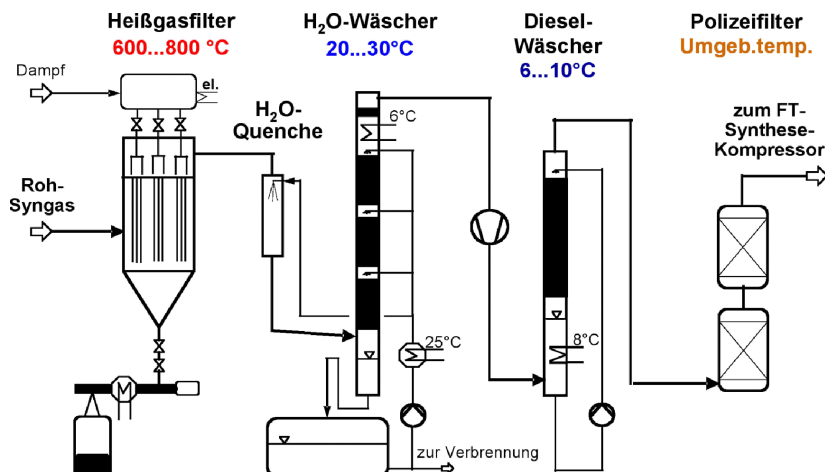 Heißgasfilter
600...800 °C
H₂O-Wäscher
20...30°C
Diesel-
Wäscher
6...10°C
Polizeifilter
Umgeb.temp.
Dampf
el.
H₂O-
Quenche
6°C
zum FT-
Synthese-
Kompressor
Roh-
Syngas
M
25°C
8°C
zur Verbrennung